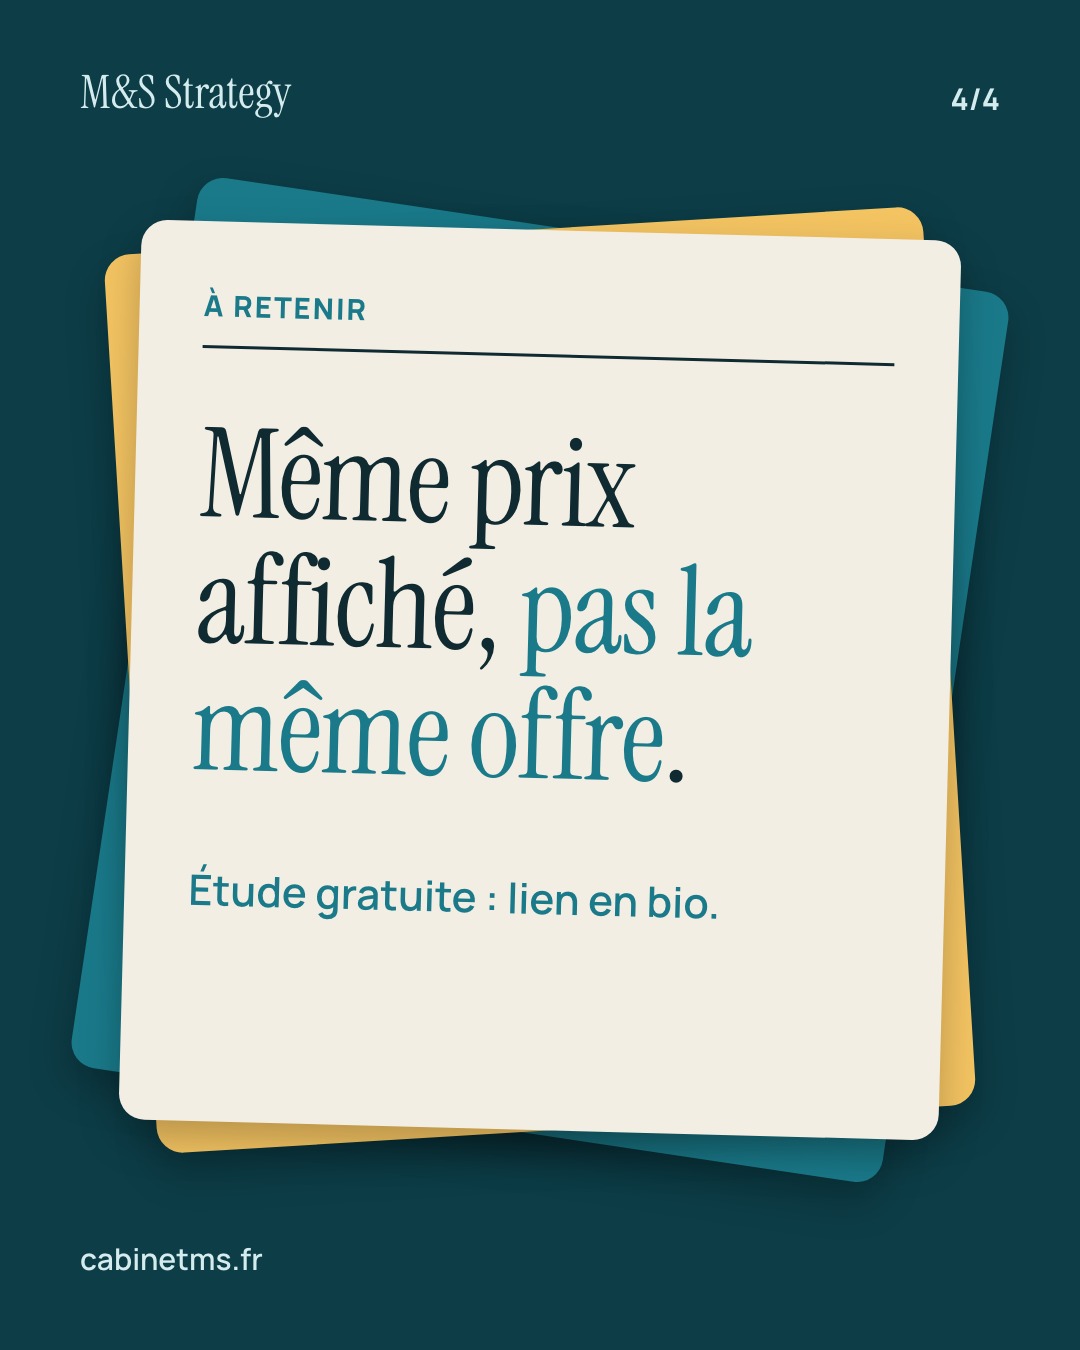 M&S Strategy
4/4
À RETENIR
Même prix
affiché, pas la
même offre.
Étude gratuite : lien en bio.
cabinetms.fr